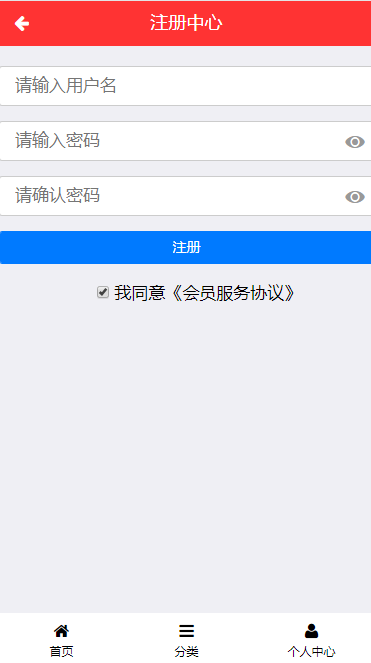 注册中心
请输入用户名
请输入密码
请确认密码
注册
我同意《会员服务协议》
首页
分类
个人中心